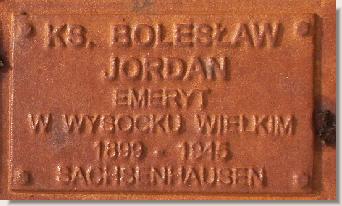 KS. BOLESŁAW
JORDAN
EMERYT
W WYSOCKU WIELKIM
1899 - 1945
SACHSENHAUSEN